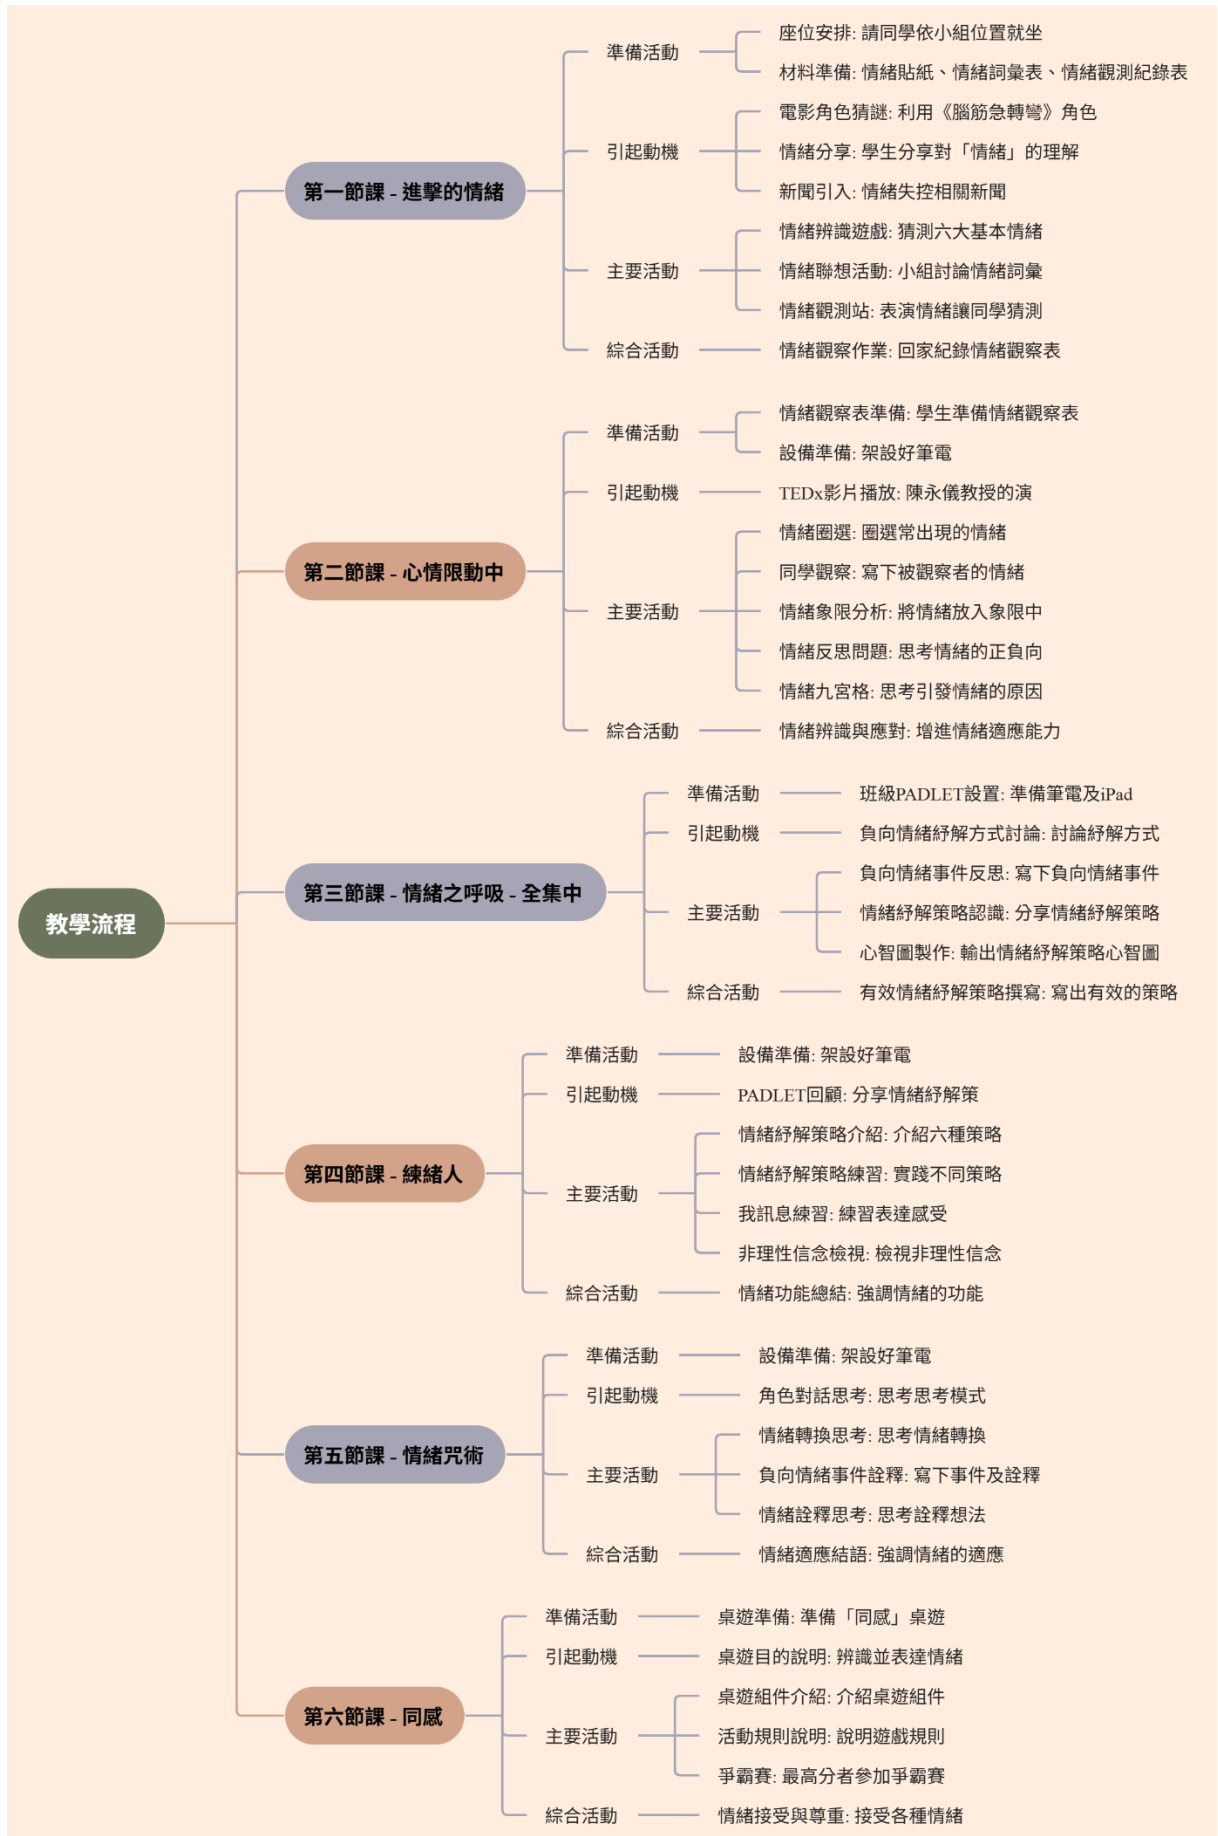 教學流程
第一節課 - 進擊的情緒
準備活動
座位安排: 請同學依小組位置就坐
材料準備: 情緒貼紙、情緒詞彙表、情緒觀測紀錄表
引起動機
電影角色猜謎: 利用《腦筋急轉彎》角色
情緒分享: 學生分享對「情緒」的理解
新聞引入: 情緒失控相關新聞
主要活動
情緒辨識遊戲: 猜測六大基本情緒
情緒聯想活動: 小組討論情緒詞彙
情緒觀測站: 表演情緒讓同學猜測
綜合活動
情緒觀察作業: 回家紀錄情緒觀察表
第二節課 - 心情限動中
準備活動
情緒觀察表準備: 學生準備情緒觀察表
設備準備: 架設好筆電
引起動機
TEDx影片播放: 陳永儀教授的演
主要活動
情緒圈選: 圈選常出現的情緒
同學觀察: 寫下被觀察者的情緒
情緒象限分析: 將情緒放入象限中
情緒反思問題: 思考情緒的正負向
情緒九宮格: 思考引發情緒的原因
綜合活動
情緒辨識與應對: 增進情緒適應能力
第三節課 - 情緒之呼吸 - 全集中
準備活動
班級PADLET設置: 準備筆電及iPad
引起動機
負向情緒紓解方式討論: 討論紓解方式
主要活動
負向情緒事件反思: 寫下負向情緒事件
情緒紓解策略認識: 分享情緒紓解策略
心智圖製作: 輸出情緒紓解策略心智圖
綜合活動
有效情緒紓解策略撰寫: 寫出有效的策略
第四節課 - 練緒人
準備活動
設備準備: 架設好筆電
引起動機
PADLET回顧: 分享情緒紓解策
主要活動
情緒紓解策略介紹: 介紹六種策略
情緒紓解策略練習: 實踐不同策略
我訊息練習: 練習表達感受
非理性信念檢視: 檢視非理性信念
綜合活動
情緒功能總結: 強調情緒的功能
第五節課 - 情緒咒術
準備活動
設備準備: 架設好筆電
引起動機
角色對話思考: 思考思考模式
主要活動
情緒轉換思考: 思考情緒轉換
負向情緒事件詮釋: 寫下事件及詮釋
情緒詮釋思考: 思考詮釋想法
綜合活動
情緒適應結語: 強調情緒的適應
第六節課 - 同感
準備活動
桌遊準備: 準備「同感」桌遊
引起動機
桌遊目的說明: 辨識並表達情緒
主要活動
桌遊組件介紹: 介紹桌遊組件
活動規則說明: 說明遊戲規則
爭霸賽: 最高分者參加爭霸賽
綜合活動
情緒接受與尊重: 接受各種情緒